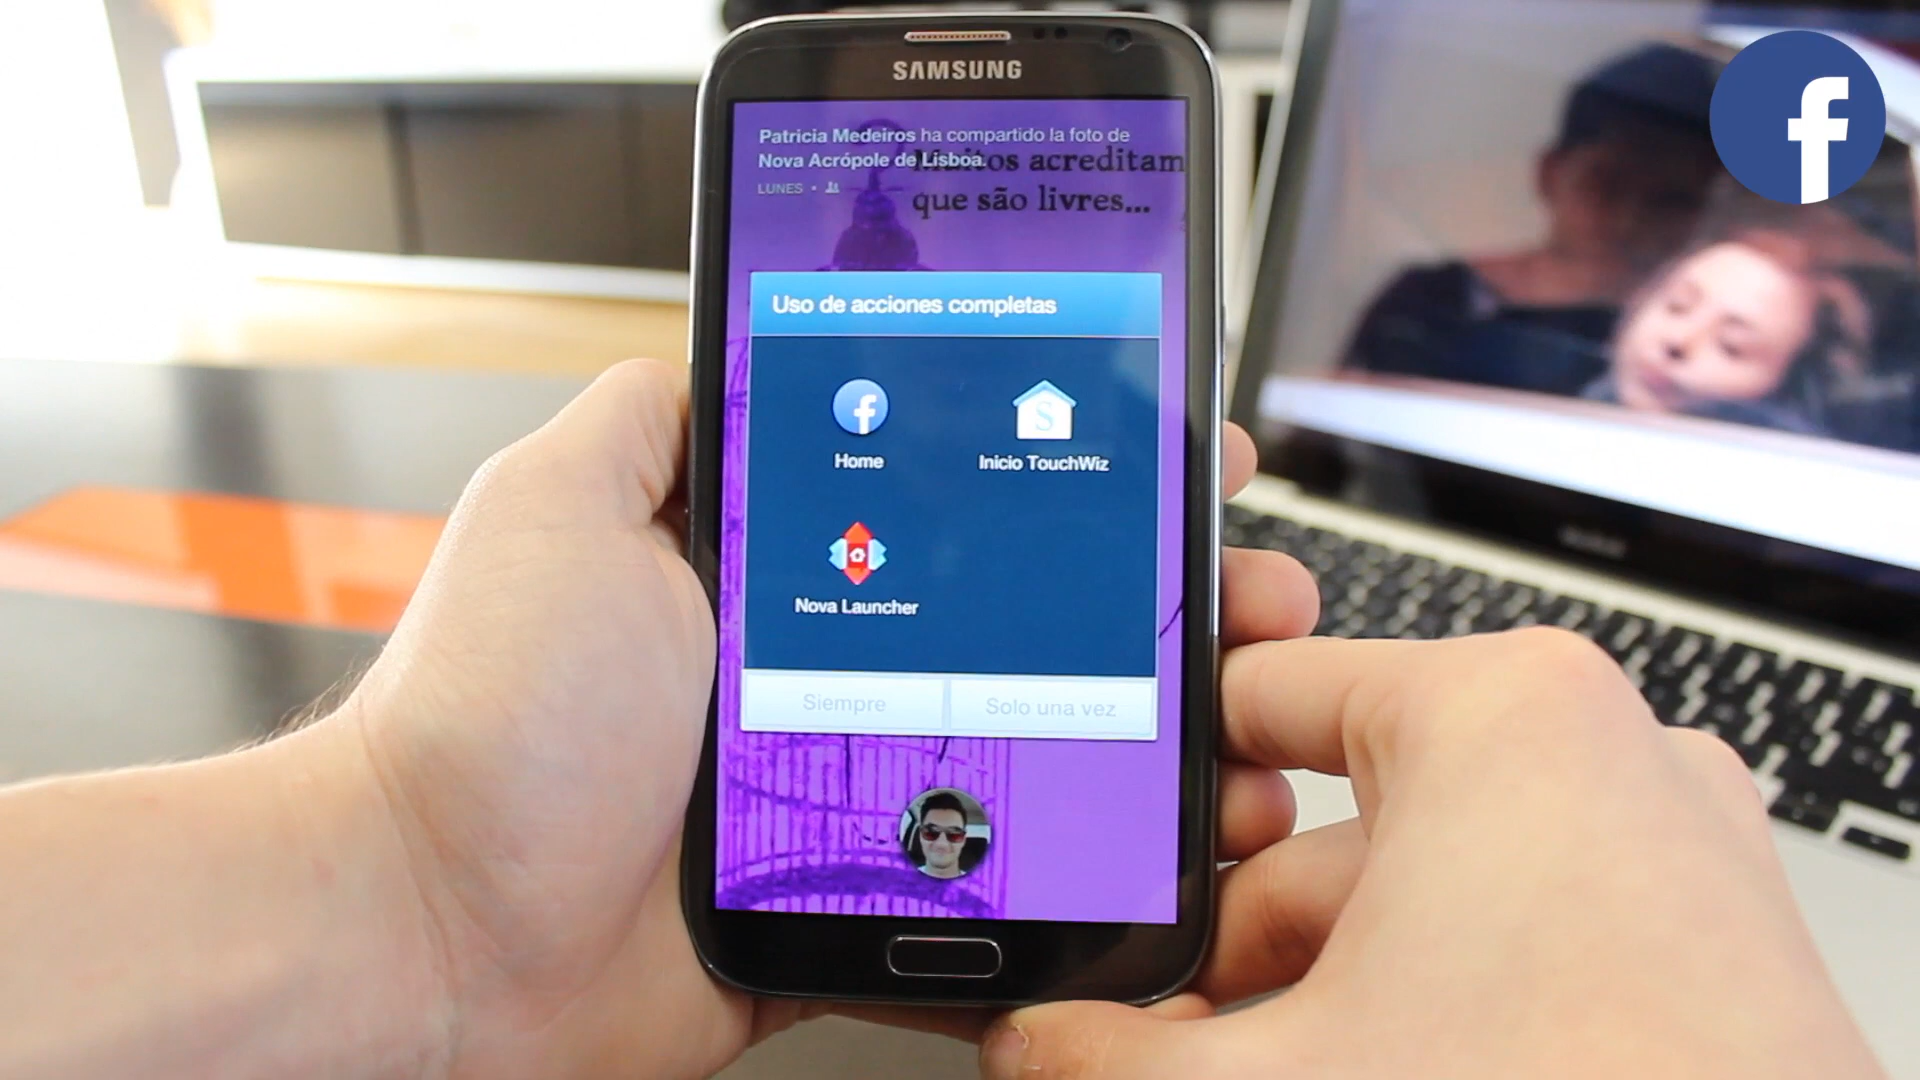 SAMSUNG
Patricia Medeiros ha compartido la foto de
Nova Acrópole de Lisboa.
LUNES
Muitos acreditam
que são livres...
Uso de acciones completas
Home
Inicio TouchWiz
Nova Launcher
Siempre
Solo una vez